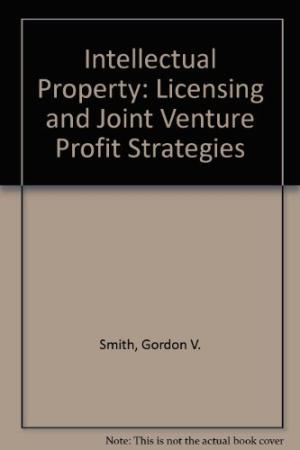 Intellectual
Property: Licensing
and Joint Venture
Profit Strategies
Smith, Gordon V.
Note: This is not the actual book cover